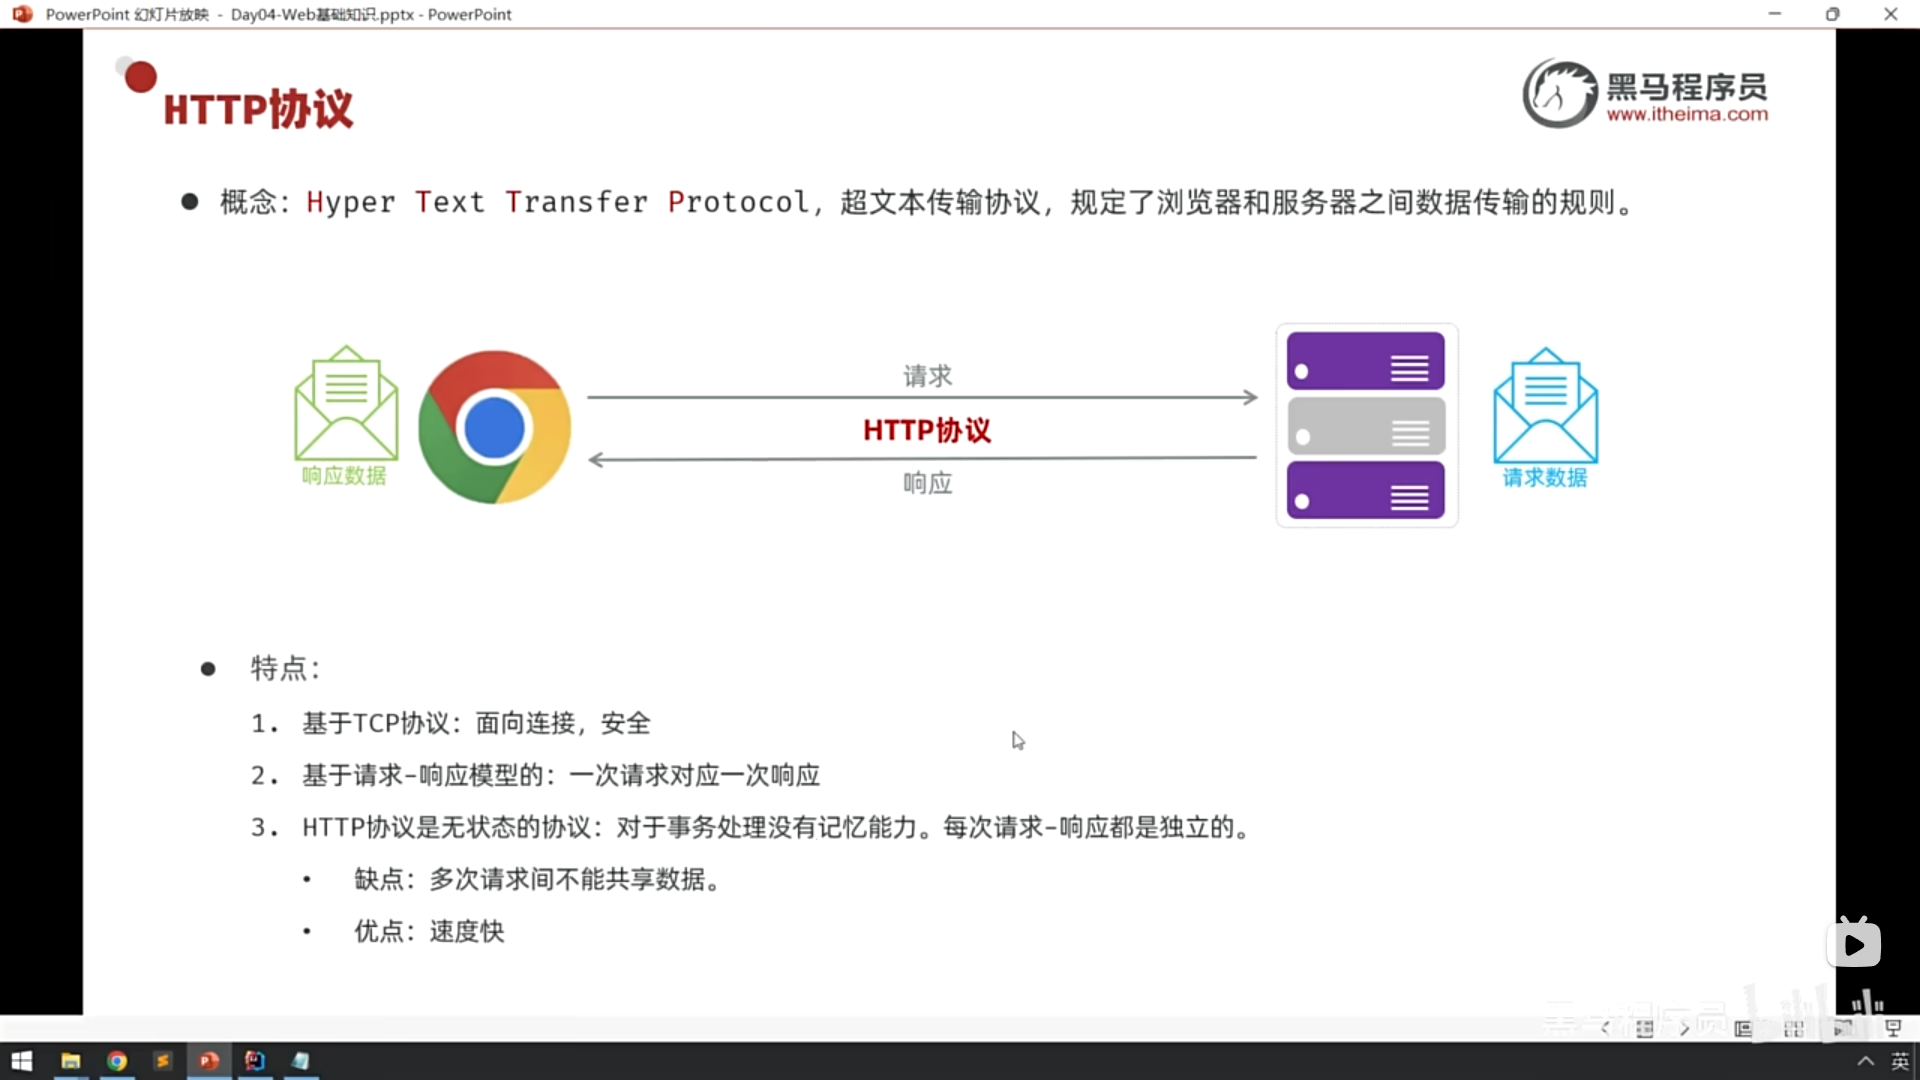 PowerPoint 幻灯片放映 - Day04-Web基础知识.pptx - PowerPoint
HTTP协议
黑马程序员
www.itheima.com
概念：Hyper Text Transfer Protocol，超文本传输协议，规定了浏览器和服务器之间数据传输的规则。
请求
HTTP协议
响应
响应数据
请求数据
特点：
1. 基于TCP协议：面向连接，安全
2. 基于请求-响应模型的：一次请求对应一次响应
3. HTTP协议是无状态的协议：对于事务处理没有记忆能力。每次请求-响应都是独立的。
• 缺点：多次请求间不能共享数据。
• 优点：速度快
黑马程序员
英